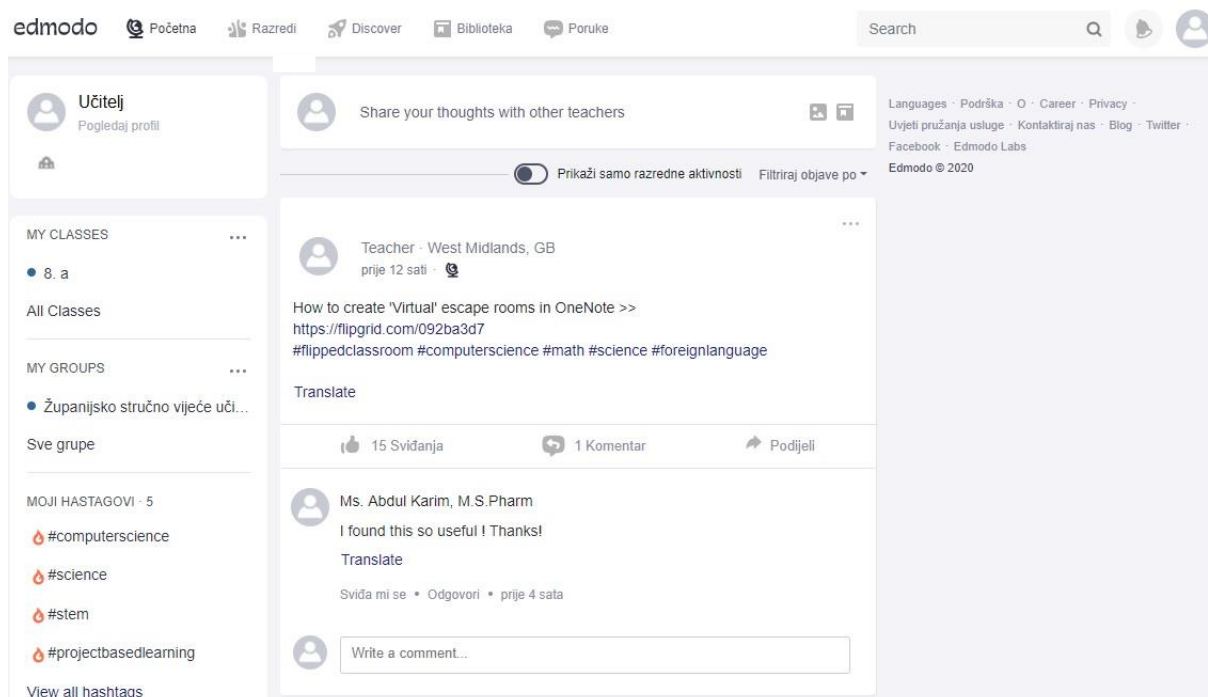 edmodo
Početna
Razredi
Discover
Biblioteka
Poruke
Search
Učitelj
Pogledaj profil
MY CLASSES
8. a
All Classes
MY GROUPS
Županijsko stručno vijeće uči...
Sve grupe
MOJI HASTAGOVI · 5
#computerscience
#science
#stem
#projectbasedlearning
View all hashtags
Share your thoughts with other teachers
Prikaži samo razredne aktivnosti
Filtriraj objave po
Teacher · West Midlands, GB
prije 12 sati ·
How to create 'Virtual' escape rooms in OneNote >>
https://flipgrid.com/092ba3d7
#flippedclassroom #computerscience #math #science #foreignlanguage
Translate
15 Sviđanja
1 Komentar
Podijeli
Ms. Abdul Karim, M.S.Pharm
I found this so useful ! Thanks!
Translate
Sviđa mi se • Odgovori • prije 4 sata
Write a comment...
Languages · Podrška · O · Career · Privacy ·
Uvjeti pružanja usluge · Kontaktiraj nas · Blog · Twitter ·
Facebook · Edmodo Labs
Edmodo © 2020